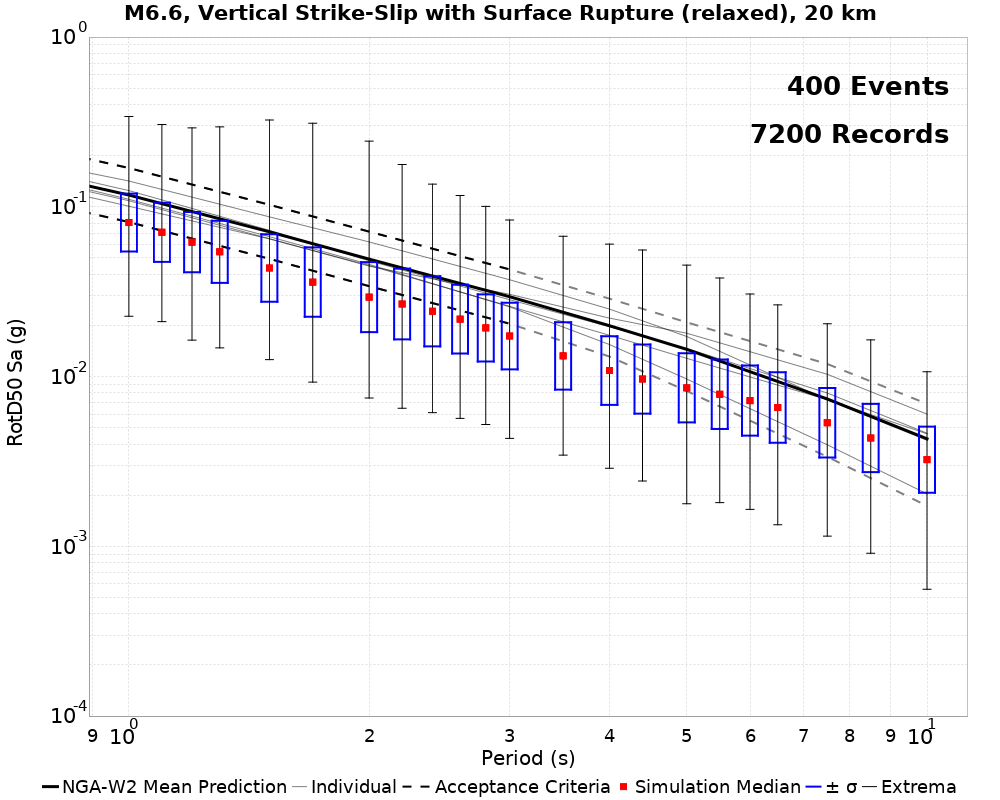 M6.6, Vertical Strike-Slip with Surface Rupture (relaxed), 20 km
400 Events
7200 Records
RotD50 Sa (g)
10^0
10^-1
10^-2
10^-3
10^-4
9 10^0 2 3 4 5 6 7 8 9 10^1
Period (s)
NGA-W2 Mean Prediction Individual Acceptance Criteria Simulation Median ± σ Extrema